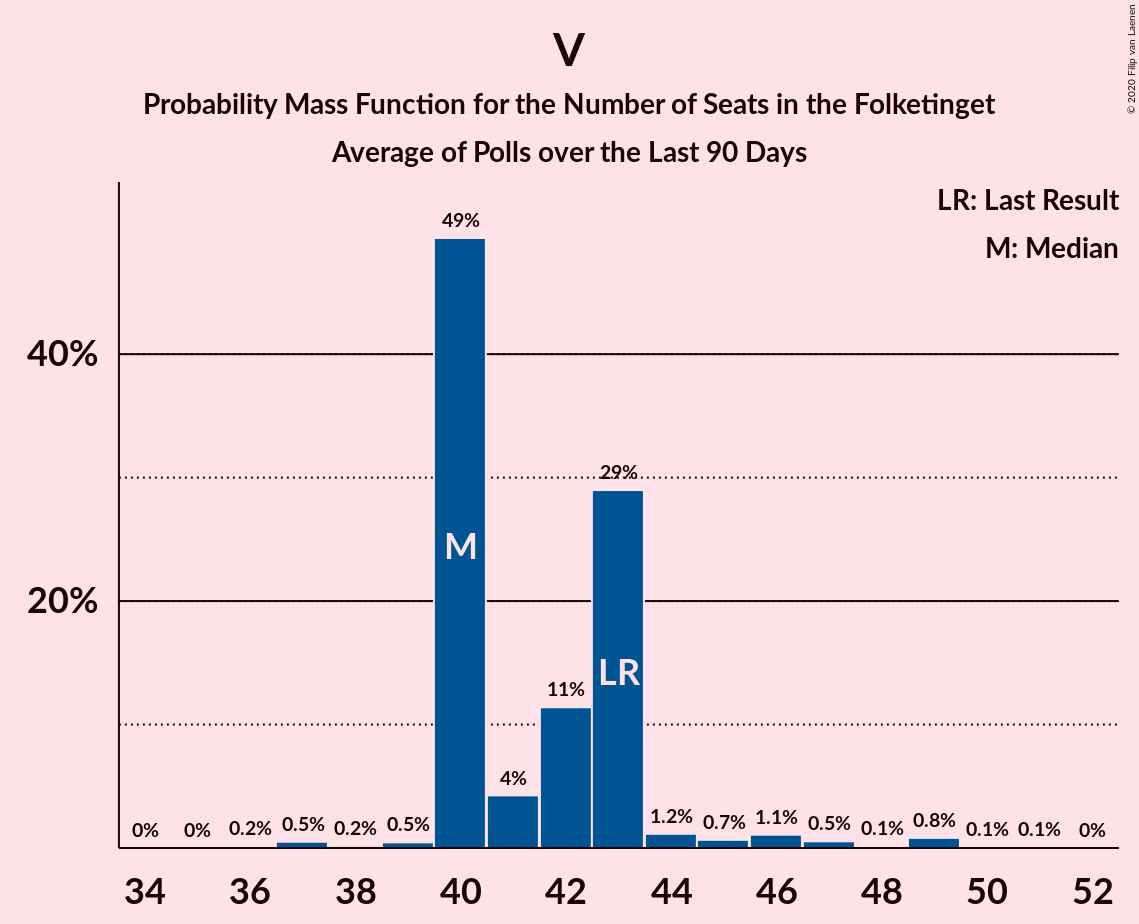 V
Probability Mass Function for the Number of Seats in the Folketinget
Average of Polls over the Last 90 Days
© 2020 Filip van Laenen
LR: Last Result
M: Median
40%
20%
0%
0%
0.2%
0.5%
0.2%
0.5%
49%
M
4%
11%
29%
LR
1.2%
0.7%
1.1%
0.5%
0.1%
0.8%
0.1%
0.1%
0%
34 36 38 40 42 44 46 48 50 52